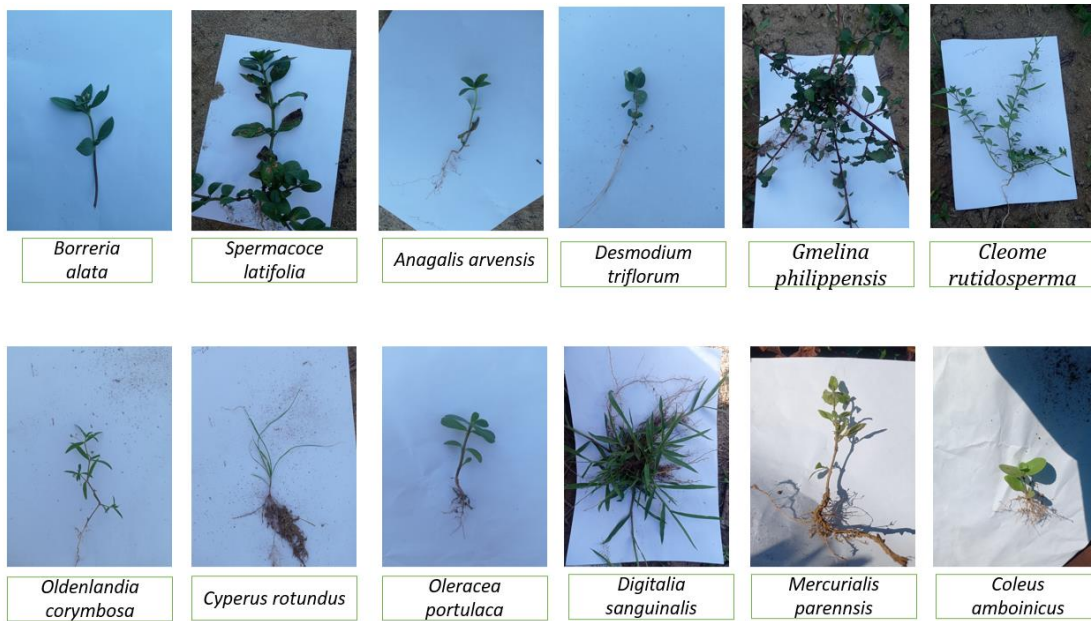 Borreria
alata
Spermacoce
latifolia
Anagalis arvensis
Desmodium
triflorum
Gmelina
philippensis
Cleome
rutidosperma
Oldenlandia
corymbosa
Cyperus rotundus
Oleracea
portulaca
Digitalia
sanguinalis
Mercurialis
parennsis
Coleus
amboinicus